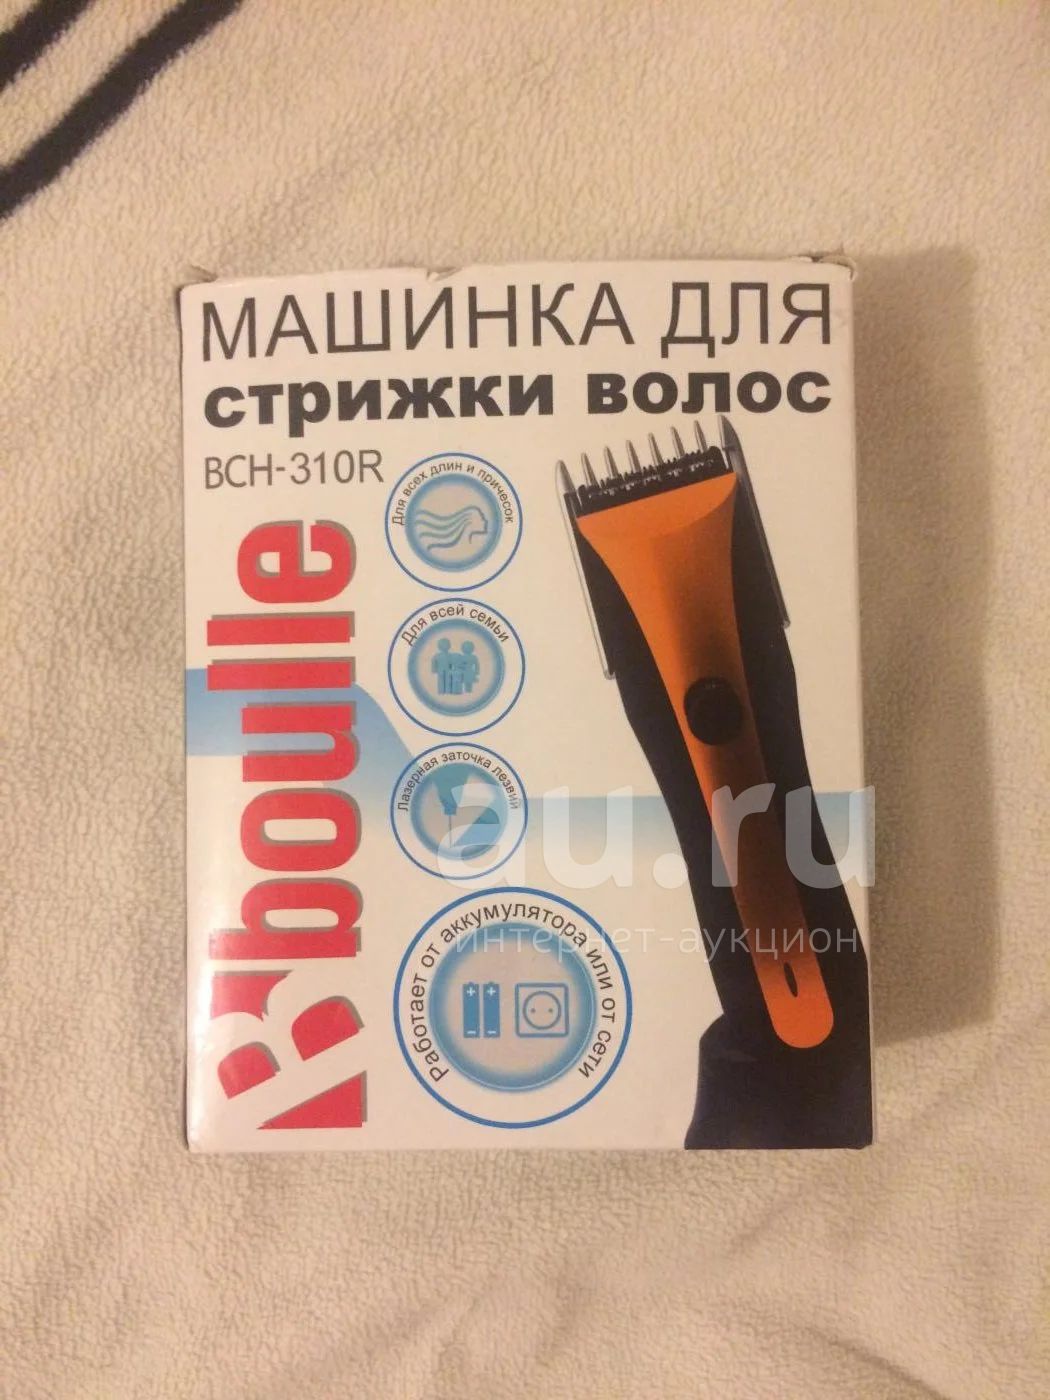 МАШИНКА ДЛЯ
стрижки волос
BCH-310R
Rboulle
Для всех длин и причесок
Для всей семьи
Лазерная заточка лезвий
Работает от аккумулятора или от сети
au.ru
интернет-аукцион